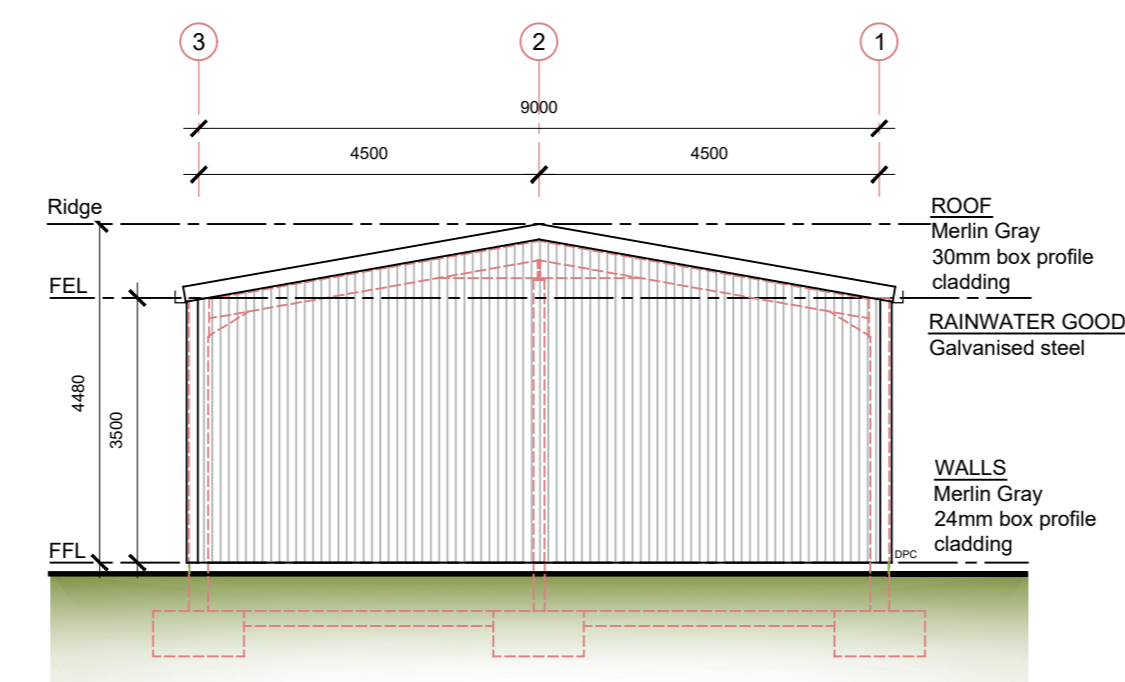 3 2 1
9000
4500 4500
Ridge
ROOF
Merlin Gray
30mm box profile
cladding
FEL
RAINWATER GOOD
Galvanised steel
4480
3500
WALLS
Merlin Gray
24mm box profile
cladding
FFL
DPC